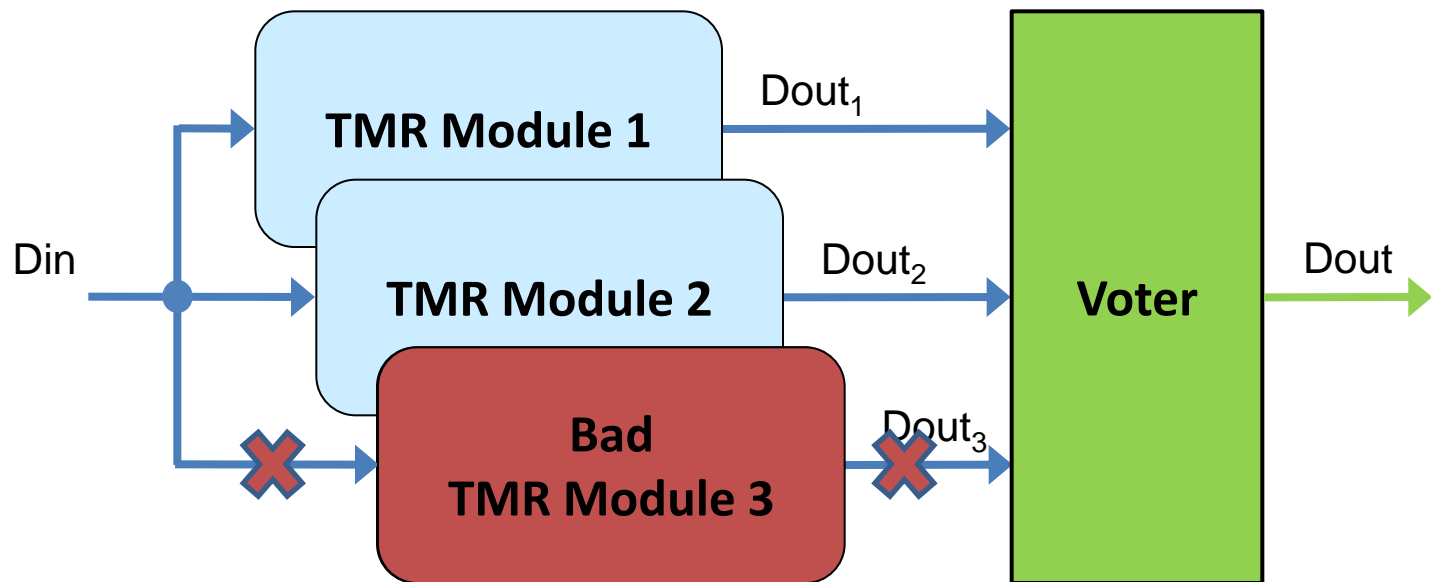 Din
TMR Module 1
Dout₁
TMR Module 2
Dout₂
Bad
TMR Module 3
Dout₃
Voter
Dout